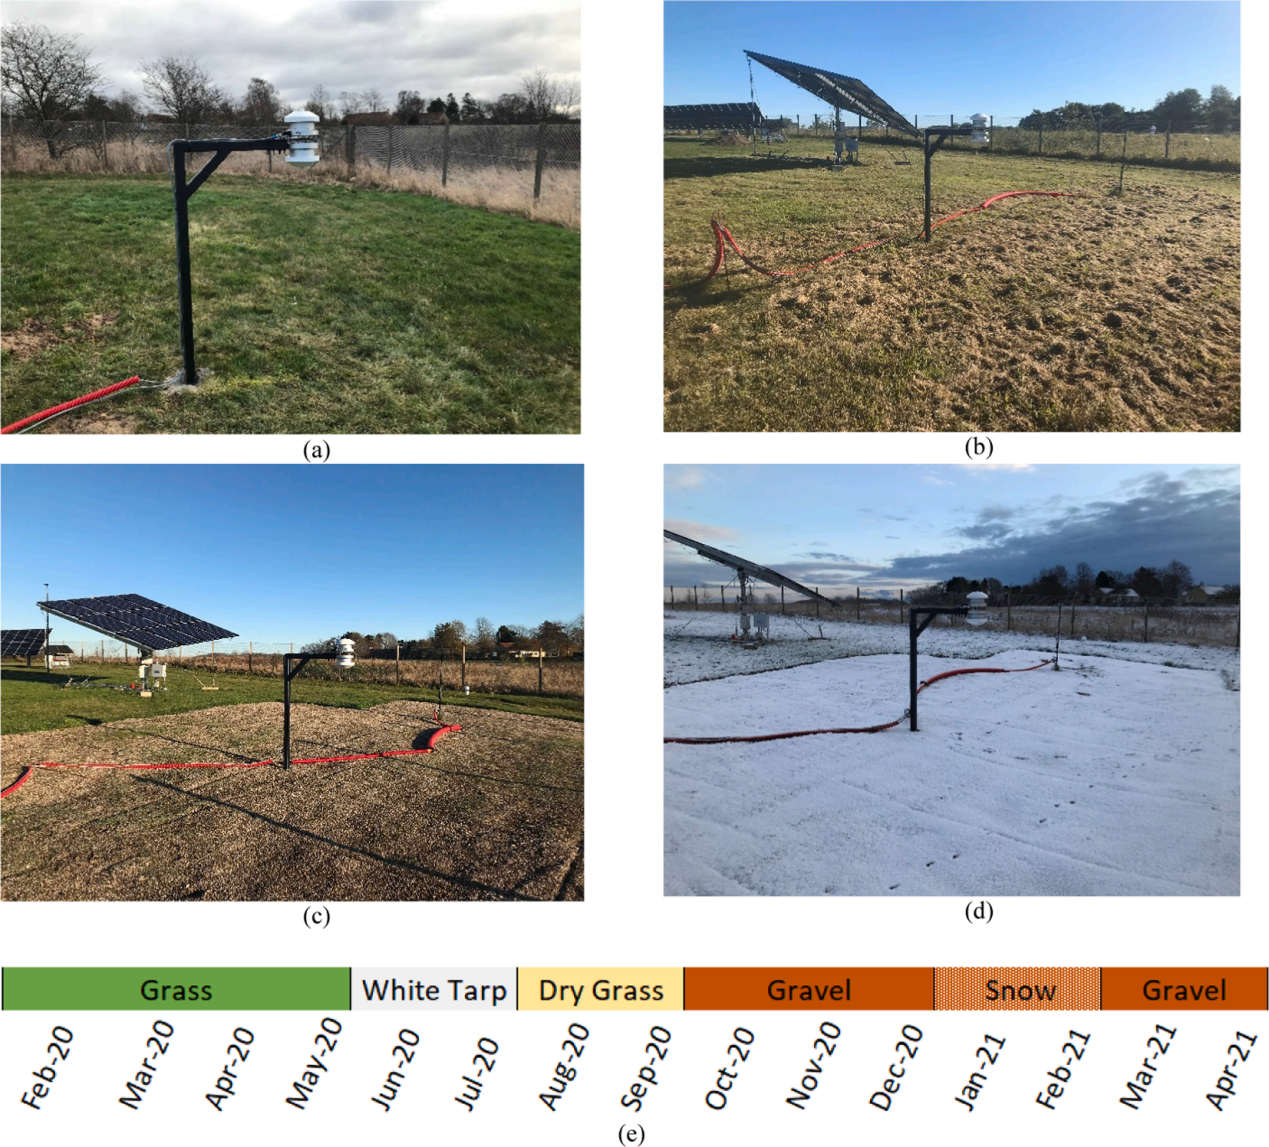 (a)
(b)
(c)
(d)
Grass White Tarp Dry Grass Gravel Snow Gravel
Feb-20 Mar-20 Apr-20 May-20 Jun-20 Jul-20 Aug-20 Sep-20 Oct-20 Nov-20 Dec-20 Jan-21 Feb-21 Mar-21 Apr-21
(e)